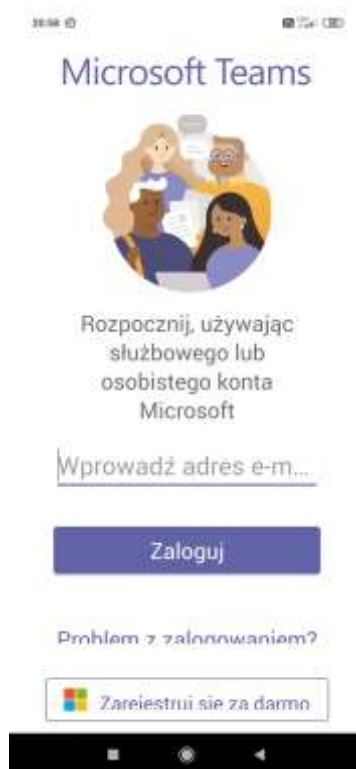 Microsoft Teams
Rozpocznij, używając
służbowego lub
osobistego konta
Microsoft
Wprowadź adres e-m...
Zaloguj
Problem z zalogowaniem?
Zarejestruj się za darmo